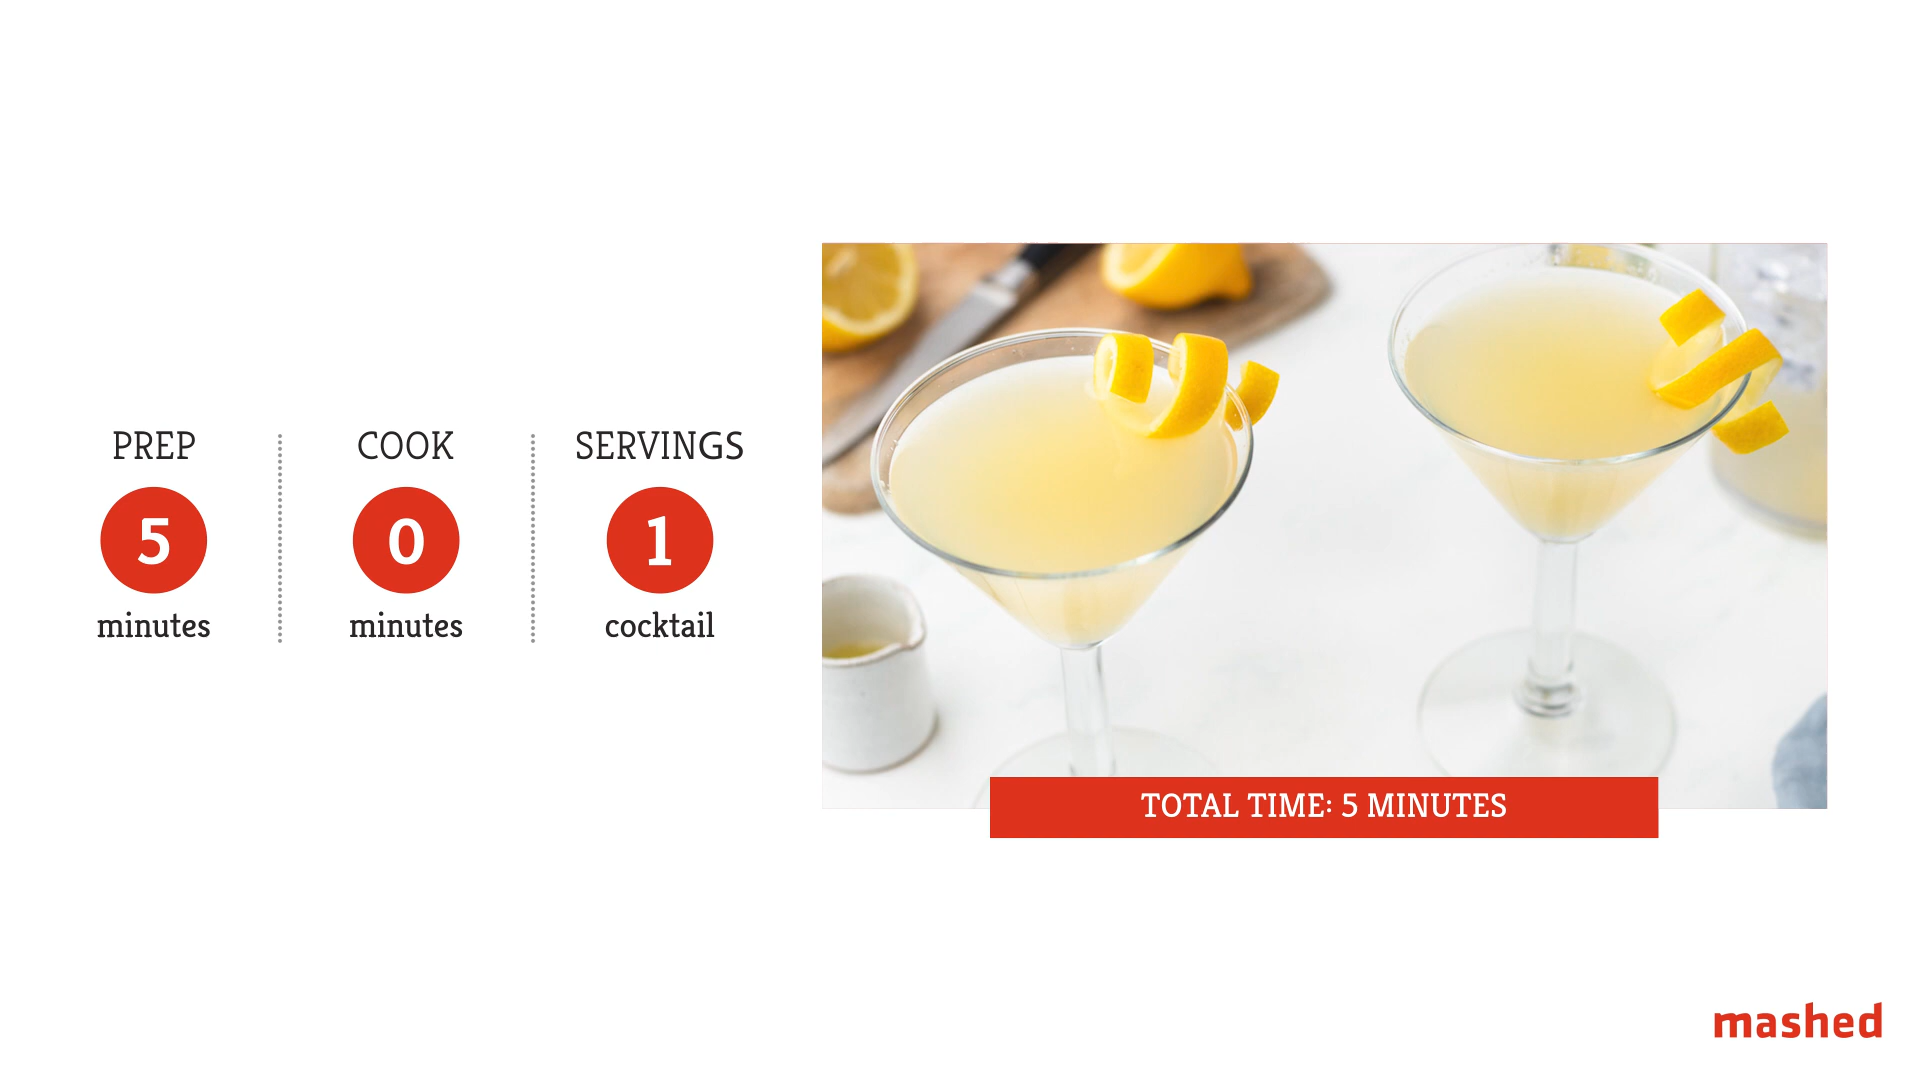 PREP
5
minutes
COOK
0
minutes
SERVINGS
1
cocktail
TOTAL TIME: 5 MINUTES
mashed